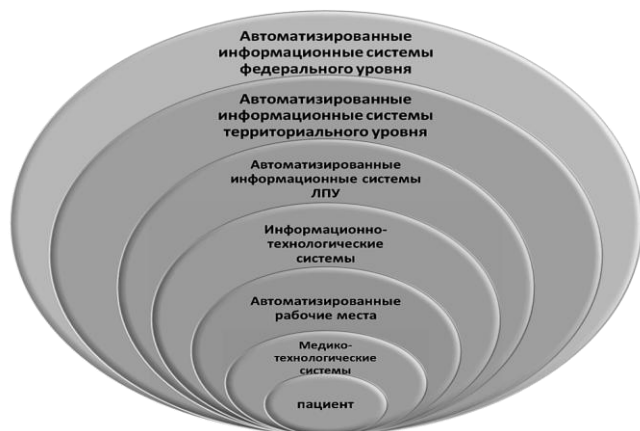 Автоматизированные
информационные системы
федерального уровня
Автоматизированные
информационные системы
территориального уровня
Автоматизированные
информационные системы
ЛПУ
Информационно-
технологические
системы
Автоматизированные
рабочие места
Медико-
технологические
системы
пациент